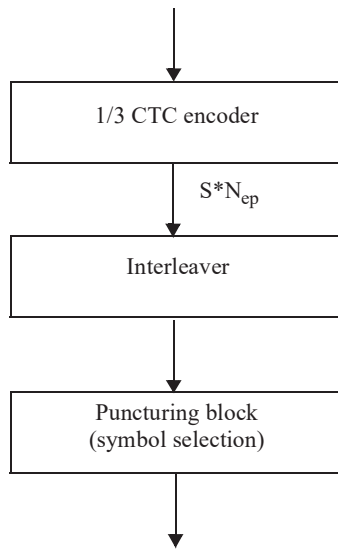 1/3 CTC encoder
S*Nep
Interleaver
Puncturing block
(symbol selection)